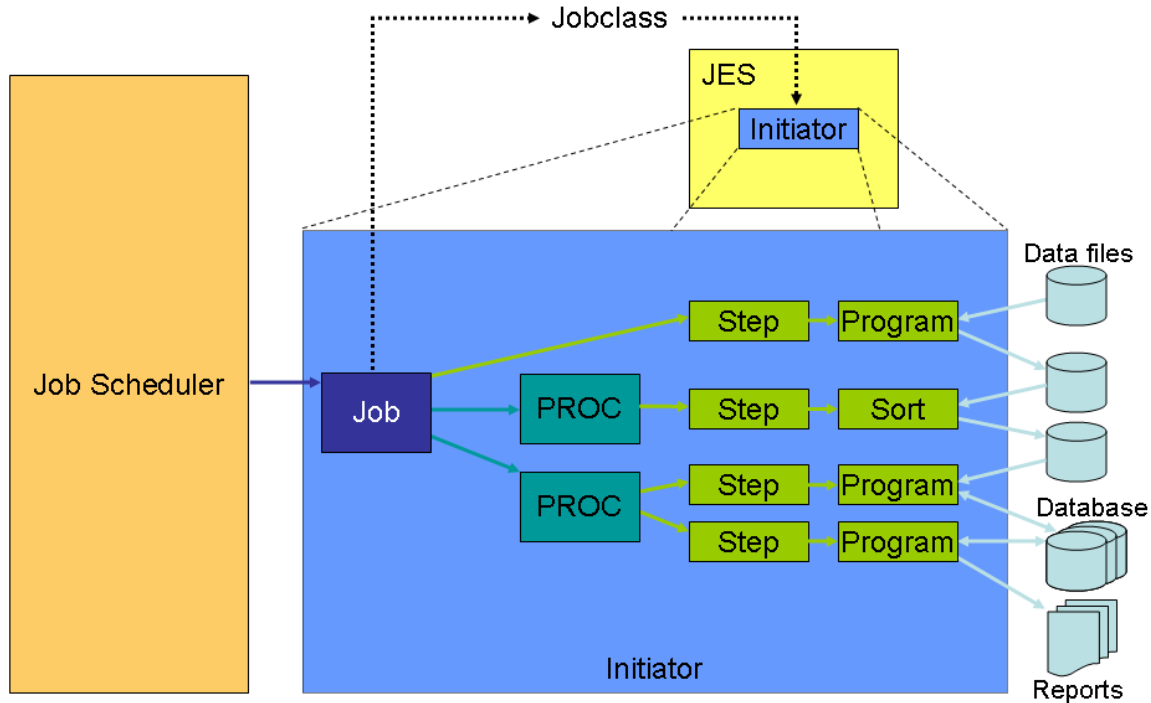 Jobclass
JES
Initiator
Data files
Step
Program
Job Scheduler
Job
PROC
Step
Sort
PROC
Step
Program
Database
Step
Program
Initiator
Reports